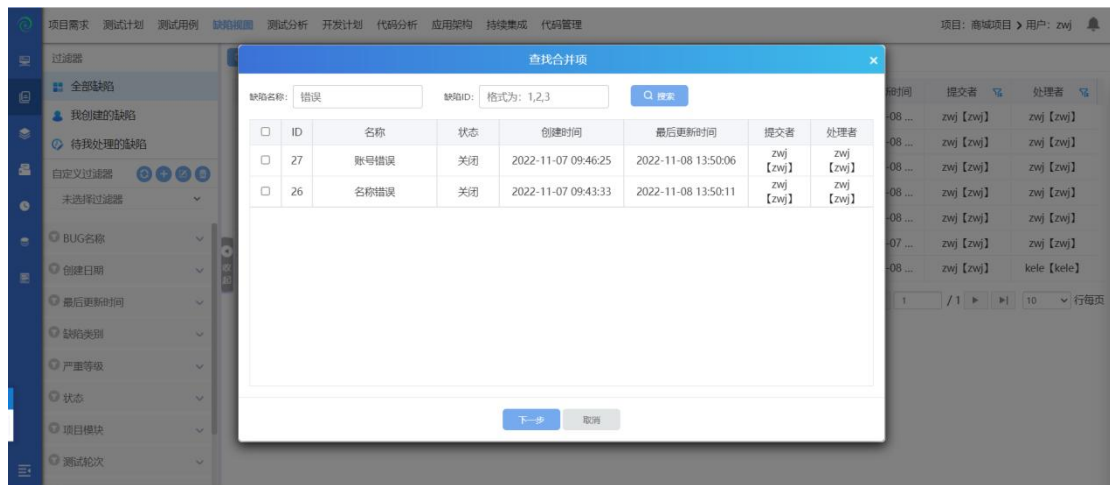 项目需求 测试计划 测试用例 缺陷视图 测试分析 开发计划 代码分析 应用架构 持续集成 代码管理 项目：商城项目 用户：zwj
过滤器
全部缺陷
我创建的缺陷
待我处理的缺陷
自定义过滤器
未选择过滤器
BUG名称
创建日期
最后更新时间
缺陷类别
严重等级
状态
项目模块
测试轮次
收起
查找合并项 ×
缺陷名称： 错误 缺陷ID： 格式为：1,2,3 搜索
ID 名称 状态 创建时间 最后更新时间 提交者 处理者
27 账号错误 关闭 2022-11-07 09:46:25 2022-11-08 13:50:06 zwj【zwj】 zwj【zwj】
26 名称错误 关闭 2022-11-07 09:43:33 2022-11-08 13:50:11 zwj【zwj】 zwj【zwj】
下一步 取消
新时间 提交者 处理者
-08 ... zwj【zwj】 zwj【zwj】
-08 ... zwj【zwj】 zwj【zwj】
-08 ... zwj【zwj】 zwj【zwj】
-08 ... zwj【zwj】 zwj【zwj】
-08 ... zwj【zwj】 zwj【zwj】
-07 ... zwj【zwj】 zwj【zwj】
-08 ... zwj【zwj】 kele【kele】
1 / 1 10 行每页